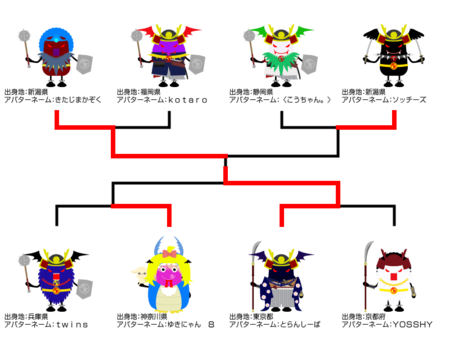 出身地:新潟県
アバターネーム:きたじまかぞく
出身地:福岡県
アバターネーム:kotaro
出身地:静岡県
アバターネーム:〈こうちゃん。〉
出身地:新潟県
アバターネーム:ソッチーズ
出身地:兵庫県
アバターネーム:twins
出身地:神奈川県
アバターネーム:ゆきにゃん 8
出身地:東京都
アバターネーム:とらんしーば
出身地:京都府
アバターネーム:YOSSHY